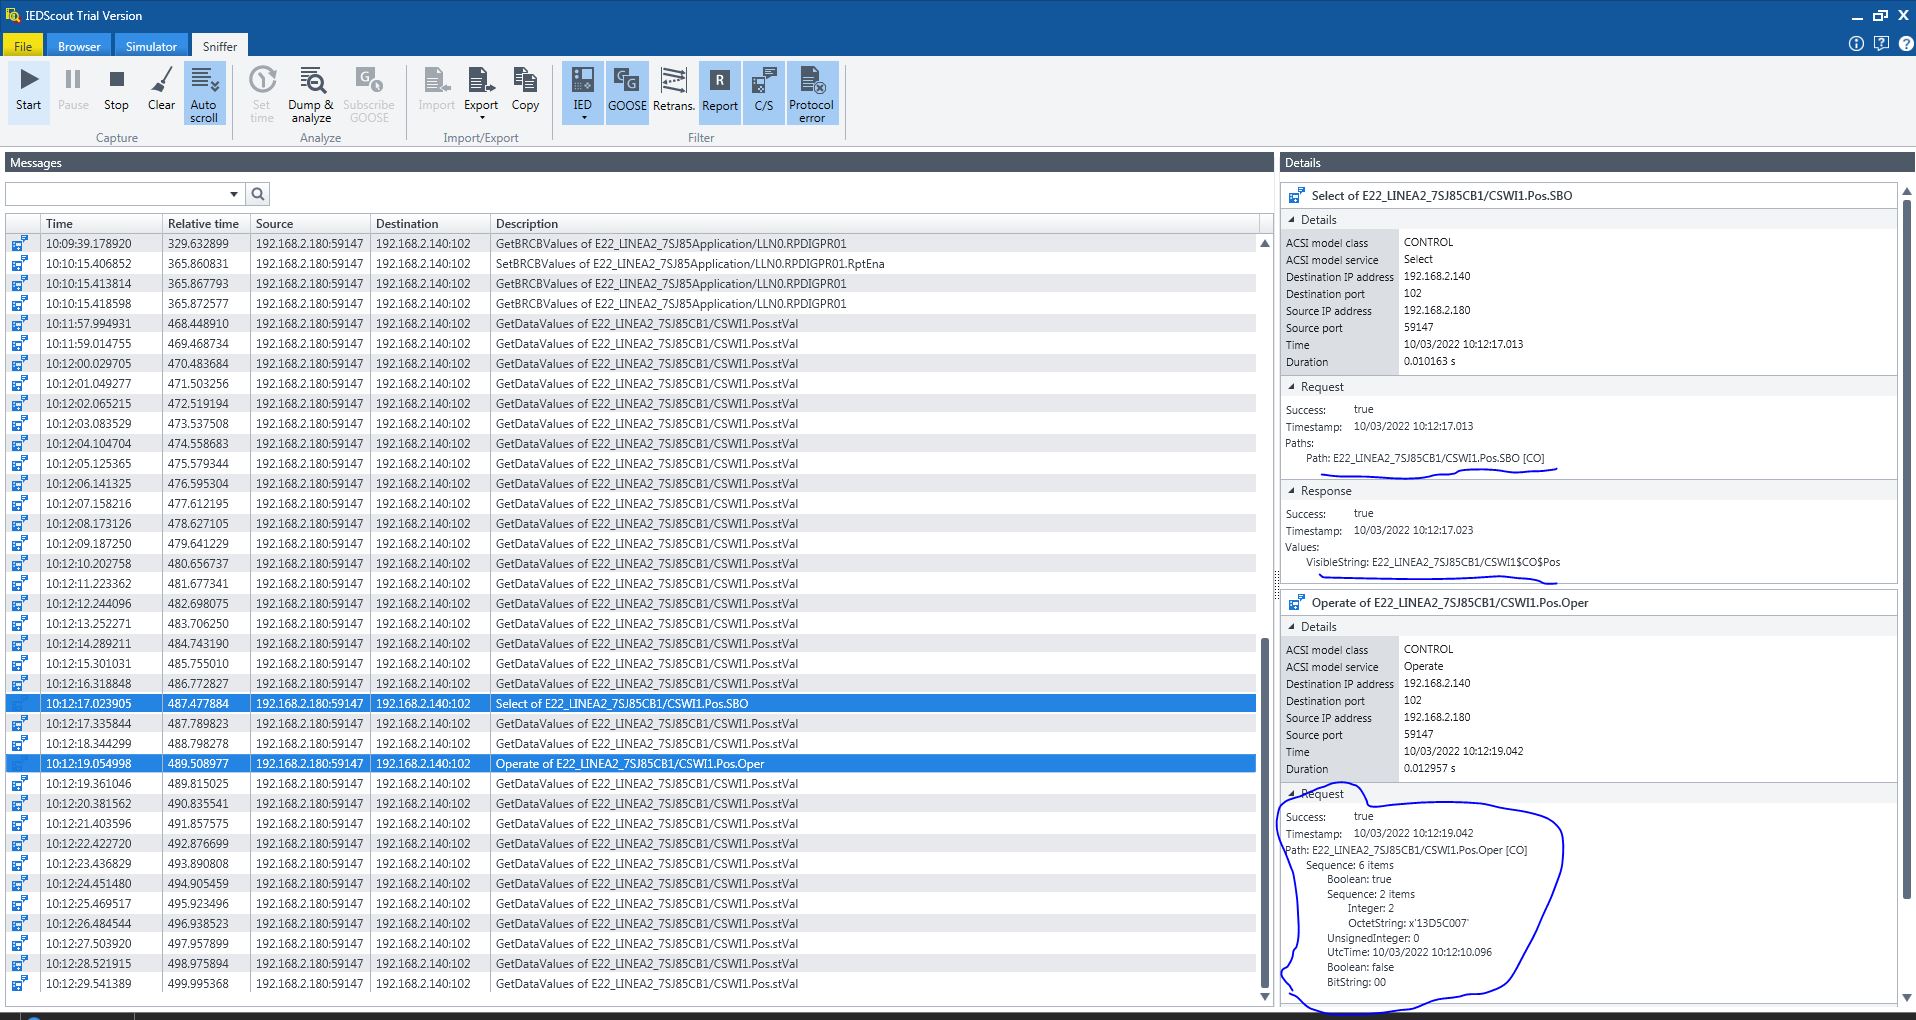 IEDScout Trial Version
File Browser Simulator Sniffer
Start Pause Stop Clear Auto scroll Set time Dump & analyze Subscribe GOOSE Import Export Copy IED GOOSE Retrans. Report C/S Protocol error
Capture Analyze Import/Export Filter
Messages
Time Relative time Source Destination Description
10:09:39.178920 329.632899 192.168.2.180:59147 192.168.2.140:102 GetBRCBValues of E22_LINEA2_7SJ85Application/LLN0.RPDIGPR01
10:10:15.406852 365.860831 192.168.2.180:59147 192.168.2.140:102 SetBRCBValues of E22_LINEA2_7SJ85Application/LLN0.RPDIGPR01.RptEna
10:10:15.413814 365.867793 192.168.2.180:59147 192.168.2.140:102 GetBRCBValues of E22_LINEA2_7SJ85Application/LLN0.RPDIGPR01
10:10:15.418598 365.872577 192.168.2.180:59147 192.168.2.140:102 GetBRCBValues of E22_LINEA2_7SJ85Application/LLN0.RPDIGPR01
10:11:57.994931 468.448910 192.168.2.180:59147 192.168.2.140:102 GetDataValues of E22_LINEA2_7SJ85CB1/CSWI1.Pos.stVal
10:11:59.014755 469.468734 192.168.2.180:59147 192.168.2.140:102 GetDataValues of E22_LINEA2_7SJ85CB1/CSWI1.Pos.stVal
10:12:00.029705 470.483684 192.168.2.180:59147 192.168.2.140:102 GetDataValues of E22_LINEA2_7SJ85CB1/CSWI1.Pos.stVal
10:12:01.049277 471.503256 192.168.2.180:59147 192.168.2.140:102 GetDataValues of E22_LINEA2_7SJ85CB1/CSWI1.Pos.stVal
10:12:02.065215 472.519194 192.168.2.180:59147 192.168.2.140:102 GetDataValues of E22_LINEA2_7SJ85CB1/CSWI1.Pos.stVal
10:12:03.083529 473.537508 192.168.2.180:59147 192.168.2.140:102 GetDataValues of E22_LINEA2_7SJ85CB1/CSWI1.Pos.stVal
10:12:04.104704 474.558683 192.168.2.180:59147 192.168.2.140:102 GetDataValues of E22_LINEA2_7SJ85CB1/CSWI1.Pos.stVal
10:12:05.125365 475.579344 192.168.2.180:59147 192.168.2.140:102 GetDataValues of E22_LINEA2_7SJ85CB1/CSWI1.Pos.stVal
10:12:06.141325 476.595304 192.168.2.180:59147 192.168.2.140:102 GetDataValues of E22_LINEA2_7SJ85CB1/CSWI1.Pos.stVal
10:12:07.158216 477.612195 192.168.2.180:59147 192.168.2.140:102 GetDataValues of E22_LINEA2_7SJ85CB1/CSWI1.Pos.stVal
10:12:08.173126 478.627105 192.168.2.180:59147 192.168.2.140:102 GetDataValues of E22_LINEA2_7SJ85CB1/CSWI1.Pos.stVal
10:12:09.187250 479.641229 192.168.2.180:59147 192.168.2.140:102 GetDataValues of E22_LINEA2_7SJ85CB1/CSWI1.Pos.stVal
10:12:10.202758 480.656737 192.168.2.180:59147 192.168.2.140:102 GetDataValues of E22_LINEA2_7SJ85CB1/CSWI1.Pos.stVal
10:12:11.223362 481.677341 192.168.2.180:59147 192.168.2.140:102 GetDataValues of E22_LINEA2_7SJ85CB1/CSWI1.Pos.stVal
10:12:12.244096 482.698075 192.168.2.180:59147 192.168.2.140:102 GetDataValues of E22_LINEA2_7SJ85CB1/CSWI1.Pos.stVal
10:12:13.252271 483.706250 192.168.2.180:59147 192.168.2.140:102 GetDataValues of E22_LINEA2_7SJ85CB1/CSWI1.Pos.stVal
10:12:14.289211 484.743190 192.168.2.180:59147 192.168.2.140:102 GetDataValues of E22_LINEA2_7SJ85CB1/CSWI1.Pos.stVal
10:12:15.301031 485.755010 192.168.2.180:59147 192.168.2.140:102 GetDataValues of E22_LINEA2_7SJ85CB1/CSWI1.Pos.stVal
10:12:16.318848 486.772827 192.168.2.180:59147 192.168.2.140:102 GetDataValues of E22_LINEA2_7SJ85CB1/CSWI1.Pos.stVal
10:12:17.023905 487.477884 192.168.2.180:59147 192.168.2.140:102 Select of E22_LINEA2_7SJ85CB1/CSWI1.Pos.SBO
10:12:17.335844 487.789823 192.168.2.180:59147 192.168.2.140:102 GetDataValues of E22_LINEA2_7SJ85CB1/CSWI1.Pos.stVal
10:12:18.344299 488.798278 192.168.2.180:59147 192.168.2.140:102 GetDataValues of E22_LINEA2_7SJ85CB1/CSWI1.Pos.stVal
10:12:19.054998 489.508977 192.168.2.180:59147 192.168.2.140:102 Operate of E22_LINEA2_7SJ85CB1/CSWI1.Pos.Oper
10:12:19.361046 489.815025 192.168.2.180:59147 192.168.2.140:102 GetDataValues of E22_LINEA2_7SJ85CB1/CSWI1.Pos.stVal
10:12:20.381562 490.835541 192.168.2.180:59147 192.168.2.140:102 GetDataValues of E22_LINEA2_7SJ85CB1/CSWI1.Pos.stVal
10:12:21.403596 491.857575 192.168.2.180:59147 192.168.2.140:102 GetDataValues of E22_LINEA2_7SJ85CB1/CSWI1.Pos.stVal
10:12:22.422720 492.876699 192.168.2.180:59147 192.168.2.140:102 GetDataValues of E22_LINEA2_7SJ85CB1/CSWI1.Pos.stVal
10:12:23.436829 493.890808 192.168.2.180:59147 192.168.2.140:102 GetDataValues of E22_LINEA2_7SJ85CB1/CSWI1.Pos.stVal
10:12:24.451480 494.905459 192.168.2.180:59147 192.168.2.140:102 GetDataValues of E22_LINEA2_7SJ85CB1/CSWI1.Pos.stVal
10:12:25.469517 495.923496 192.168.2.180:59147 192.168.2.140:102 GetDataValues of E22_LINEA2_7SJ85CB1/CSWI1.Pos.stVal
10:12:26.484544 496.938523 192.168.2.180:59147 192.168.2.140:102 GetDataValues of E22_LINEA2_7SJ85CB1/CSWI1.Pos.stVal
10:12:27.503920 497.957899 192.168.2.180:59147 192.168.2.140:102 GetDataValues of E22_LINEA2_7SJ85CB1/CSWI1.Pos.stVal
10:12:28.521915 498.975894 192.168.2.180:59147 192.168.2.140:102 GetDataValues of E22_LINEA2_7SJ85CB1/CSWI1.Pos.stVal
10:12:29.541389 499.995368 192.168.2.180:59147 192.168.2.140:102 GetDataValues of E22_LINEA2_7SJ85CB1/CSWI1.Pos.stVal
Details
Select of E22_LINEA2_7SJ85CB1/CSWI1.Pos.SBO
Details
ACSI model class CONTROL
ACSI model service Select
Destination IP address 192.168.2.140
Destination port 102
Source IP address 192.168.2.180
Source port 59147
Time 10/03/2022 10:12:17.013
Duration 0.010163 s
Request
Success: true
Timestamp: 10/03/2022 10:12:17.013
Paths:
Path: E22_LINEA2_7SJ85CB1/CSWI1.Pos.SBO [CO]
Response
Success: true
Timestamp: 10/03/2022 10:12:17.023
Values:
VisibleString: E22_LINEA2_7SJ85CB1/CSWI1$CO$Pos
Operate of E22_LINEA2_7SJ85CB1/CSWI1.Pos.Oper
Details
ACSI model class CONTROL
ACSI model service Operate
Destination IP address 192.168.2.140
Destination port 102
Source IP address 192.168.2.180
Source port 59147
Time 10/03/2022 10:12:19.042
Duration 0.012957 s
Request
Success: true
Timestamp: 10/03/2022 10:12:19.042
Path: E22_LINEA2_7SJ85CB1/CSWI1.Pos.Oper [CO]
Sequence: 6 items
Boolean: true
Sequence: 2 items
Integer: 2
OctetString: x'13D5C007'
UnsignedInteger: 0
UtcTime: 10/03/2022 10:12:10.096
Boolean: false
BitString: 00